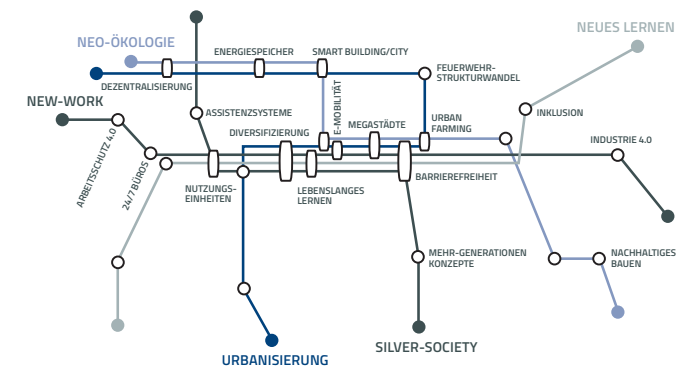 NEUES LERNEN
NEO-ÖKOLOGIE
ENERGIESPEICHER
SMART BUILDING/CITY
FEUERWEHR-
STRUKTURWANDEL
DEZENTRALISIERUNG
NEW-WORK
ASSISTENZSYSTEME
E-MOBILITÄT
INKLUSION
URBAN
FARMING
MEGASTÄDTE
DIVERSIFIZIERUNG
INDUSTRIE 4.0
ARBEITSSCHUTZ 4.0
24/7 BÜROS
BARRIEREFREIHEIT
NUTZUNGS-
EINHEITEN
LEBENSLANGES
LERNEN
MEHR-GENERATIONEN
KONZEPTE
NACHHALTIGES
BAUEN
SILVER-SOCIETY
URBANISIERUNG